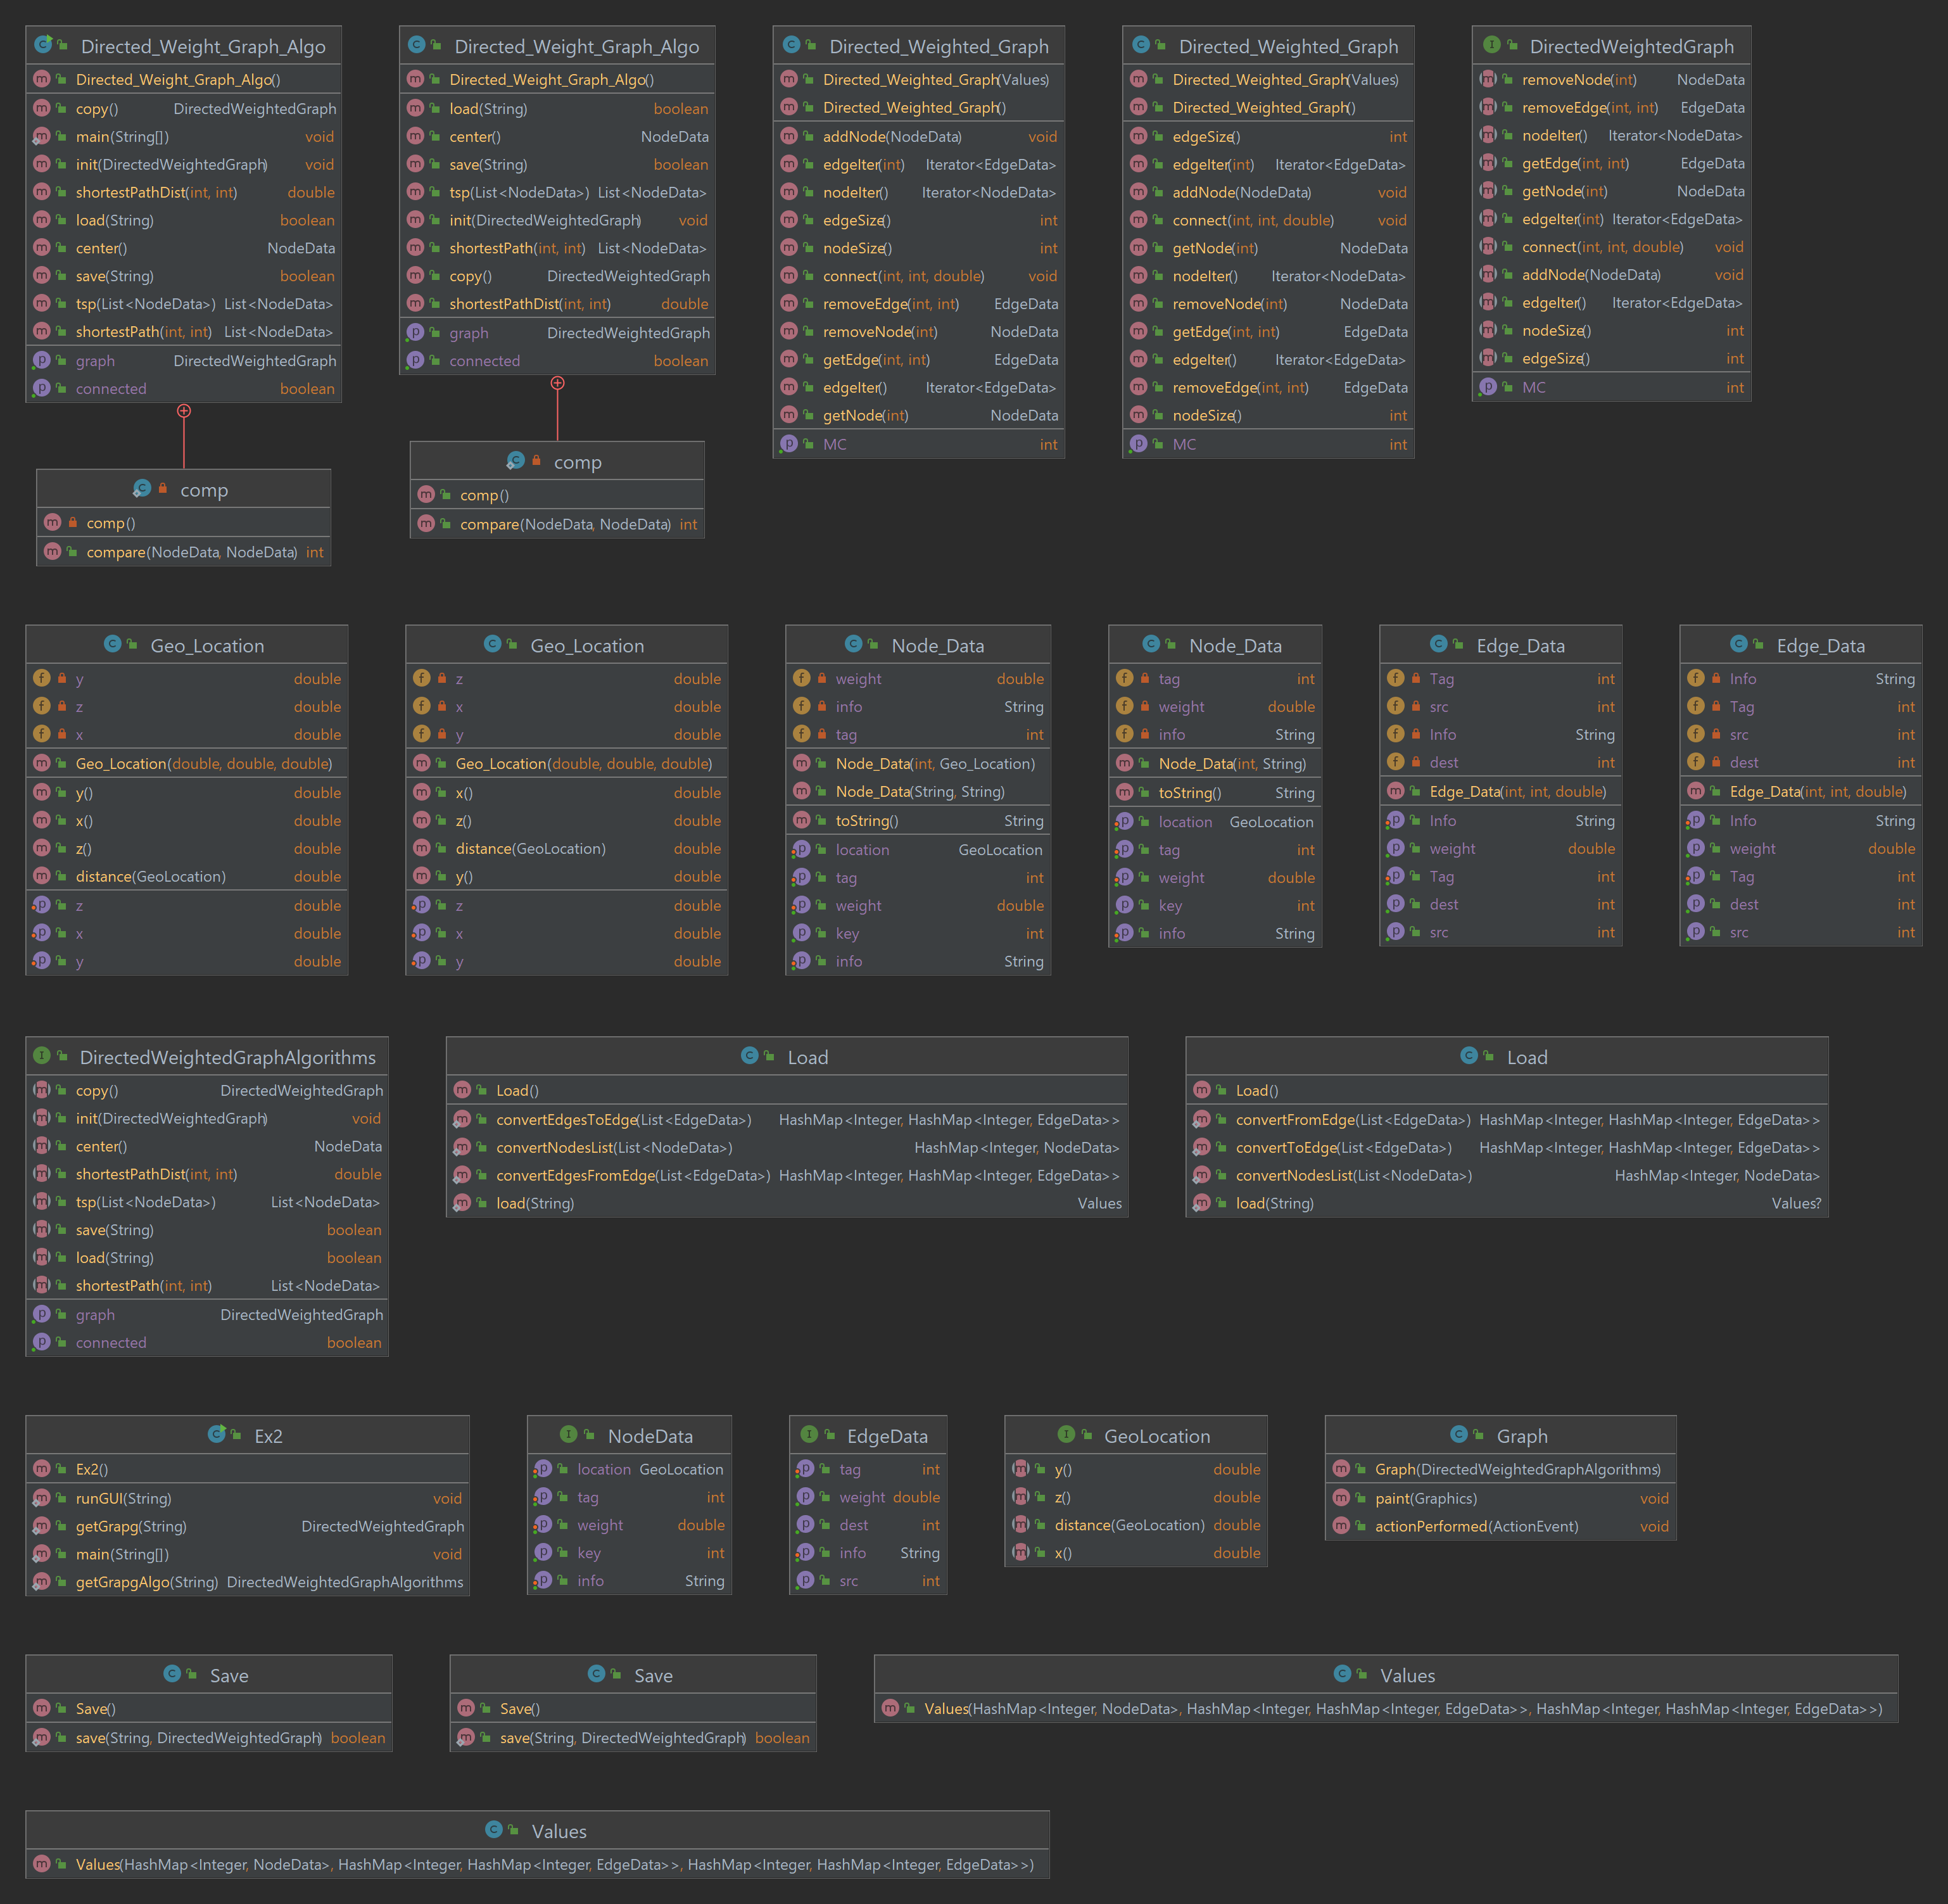 Directed_Weight_Graph_Algo
Directed_Weight_Graph_Algo()
copy() DirectedWeightedGraph
main(String[]) void
init(DirectedWeightedGraph) void
shortestPathDist(int, int) double
load(String) boolean
center() NodeData
save(String) boolean
tsp(List<NodeData>) List<NodeData>
shortestPath(int, int) List<NodeData>
graph DirectedWeightedGraph
connected boolean
comp
comp()
compare(NodeData, NodeData) int
Directed_Weight_Graph_Algo
Directed_Weight_Graph_Algo()
load(String) boolean
center() NodeData
save(String) boolean
tsp(List<NodeData>) List<NodeData>
init(DirectedWeightedGraph) void
shortestPath(int, int) List<NodeData>
copy() DirectedWeightedGraph
shortestPathDist(int, int) double
graph DirectedWeightedGraph
connected boolean
comp
comp()
compare(NodeData, NodeData) int
Directed_Weighted_Graph
Directed_Weighted_Graph(Values)
Directed_Weighted_Graph()
addNode(NodeData) void
edgeIter(int) Iterator<EdgeData>
nodeIter() Iterator<NodeData>
edgeSize() int
nodeSize() int
connect(int, int, double) void
removeEdge(int, int) EdgeData
removeNode(int) NodeData
getEdge(int, int) EdgeData
edgeIter() Iterator<EdgeData>
getNode(int) NodeData
MC int
Directed_Weighted_Graph
Directed_Weighted_Graph(Values)
Directed_Weighted_Graph()
edgeSize() int
edgeIter(int) Iterator<EdgeData>
addNode(NodeData) void
connect(int, int, double) void
getNode(int) NodeData
nodeIter() Iterator<NodeData>
removeNode(int) NodeData
getEdge(int, int) EdgeData
edgeIter() Iterator<EdgeData>
removeEdge(int, int) EdgeData
nodeSize() int
MC int
DirectedWeightedGraph
removeNode(int) NodeData
removeEdge(int, int) EdgeData
nodeIter() Iterator<NodeData>
getEdge(int, int) EdgeData
getNode(int) NodeData
edgeIter(int) Iterator<EdgeData>
connect(int, int, double) void
addNode(NodeData) void
edgeIter() Iterator<EdgeData>
nodeSize() int
edgeSize() int
MC int
Geo_Location
y double
z double
x double
Geo_Location(double, double, double)
y() double
x() double
z() double
distance(GeoLocation) double
z double
x double
y double
Geo_Location
z double
x double
y double
Geo_Location(double, double, double)
x() double
z() double
distance(GeoLocation) double
y() double
z double
x double
y double
Node_Data
weight double
info String
tag int
Node_Data(int, Geo_Location)
Node_Data(String, String)
toString() String
location GeoLocation
tag int
weight double
key int
info String
Node_Data
tag int
weight double
info String
Node_Data(int, String)
toString() String
location GeoLocation
tag int
weight double
key int
info String
Edge_Data
Tag int
src int
Info String
dest int
Edge_Data(int, int, double)
Info String
weight double
Tag int
dest int
src int
Edge_Data
Info String
Tag int
src int
dest int
Edge_Data(int, int, double)
Info String
weight double
Tag int
dest int
src int
DirectedWeightedGraphAlgorithms
copy() DirectedWeightedGraph
init(DirectedWeightedGraph) void
center() NodeData
shortestPathDist(int, int) double
tsp(List<NodeData>) List<NodeData>
save(String) boolean
load(String) boolean
shortestPath(int, int) List<NodeData>
graph DirectedWeightedGraph
connected boolean
Load
Load()
convertEdgesToEdge(List<EdgeData>) HashMap<Integer, HashMap<Integer, EdgeData>>
convertNodesList(List<NodeData>) HashMap<Integer, NodeData>
convertEdgesFromEdge(List<EdgeData>) HashMap<Integer, HashMap<Integer, EdgeData>>
load(String) Values
Load
Load()
convertFromEdge(List<EdgeData>) HashMap<Integer, HashMap<Integer, EdgeData>>
convertToEdge(List<EdgeData>) HashMap<Integer, HashMap<Integer, EdgeData>>
convertNodesList(List<NodeData>) HashMap<Integer, NodeData>
load(String) Values?
Ex2
Ex2()
runGUI(String) void
getGrapg(String) DirectedWeightedGraph
main(String[]) void
getGrapgAlgo(String) DirectedWeightedGraphAlgorithms
NodeData
location GeoLocation
tag int
weight double
key int
info String
EdgeData
tag int
weight double
dest int
info String
src int
GeoLocation
y() double
z() double
distance(GeoLocation) double
x() double
Graph
Graph(DirectedWeightedGraphAlgorithms)
paint(Graphics) void
actionPerformed(ActionEvent) void
Save
Save()
save(String, DirectedWeightedGraph) boolean
Save
Save()
save(String, DirectedWeightedGraph) boolean
Values
Values(HashMap<Integer, NodeData>, HashMap<Integer, HashMap<Integer, EdgeData>>, HashMap<Integer, HashMap<Integer, EdgeData>>)
Values
Values(HashMap<Integer, NodeData>, HashMap<Integer, HashMap<Integer, EdgeData>>, HashMap<Integer, HashMap<Integer, EdgeData>>)